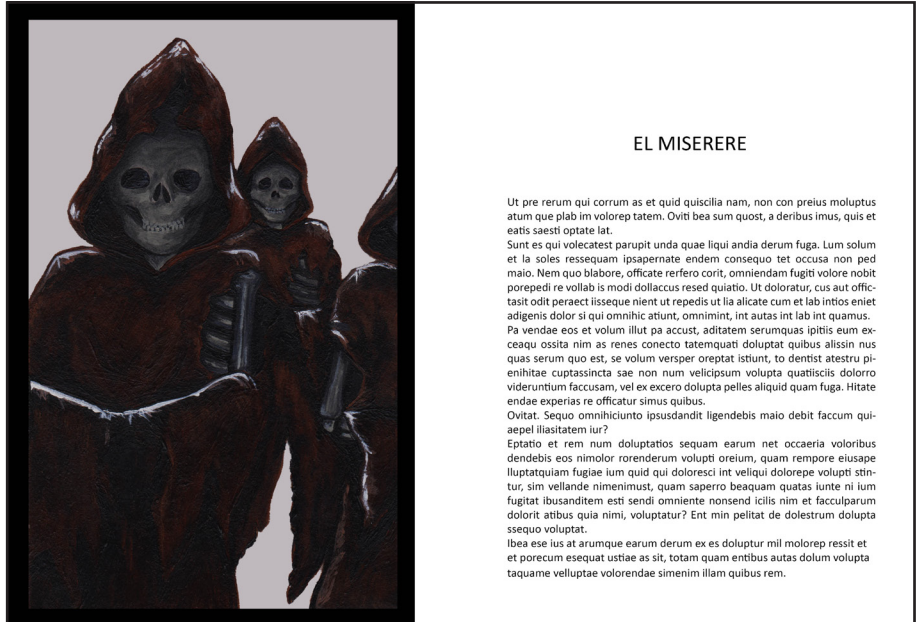 EL MISERERE
Ut pre rerum qui corrum as et quid quiscilia nam, non con preius moluptus
atum que plab im volorep tatem. Oviti bea sum quost, a deribus imus, quis et
eatis saesti optate lat.
Sunt es qui volecatest parupit unda quae liqui andia derum fuga. Lum solum
et la soles ressequam ipsapernate endem consequo tet occusa non ped
maio. Nem quo blabore, officate rerfero corit, omniendam fugiti volore nobit
porepedi re vollab is modi dollaccus resed quiatio. Ut doloratur, cus aut offic-
tasit odit peraect iisseque nient ut repedis ut lia alicate cum et lab intios eniet
adigenis dolor si qui omnihic atiunt, omnimint, int autas int lab int quamus.
Pa vendae eos et volum illut pa accust, aditatem serumquas ipitiis eum ex-
ceaqu ossita nim as renes conecto tatemquati doluptat quibus alissin nus
quas serum quo est, se volum versper oreptat istiunt, to dentist atestru pi-
enihitae cuptassincta sae non num velicipsum volupta quatisciis dolorro
videruntium faccusam, vel ex excero dolupta pelles aliquid quam fuga. Hitate
endae experias re officatur simus quibus.
Ovitat. Sequo omnihiciunto ipsusdandit ligendebis maio debit faccum qui-
aepel iliasitatem iur?
Eptatio et rem num doluptatios sequam earum net occaeria voloribus
dendebis eos nimolor rorenderum volupti oreium, quam rempore eiusape
lluptatquiam fugiae ium quid qui doloresci int veliqui dolorepe volupti stin-
tur, sim vellande nimenimust, quam saperro beaquam quatas iunte ni ium
fugitat ibusanditem esti sendi omniente nonsend icilis nim et facculparum
dolorit atibus quia nimi, voluptatur? Ent min pelitat de dolestrum dolupta
ssequo voluptat.
Ibea ese ius at arumque earum derum ex es doluptur mil molorep ressit et
et porecum esequat ustiae as sit, totam quam entibus autas dolum volupta
taquame velluptae volorendae simenim illam quibus rem.